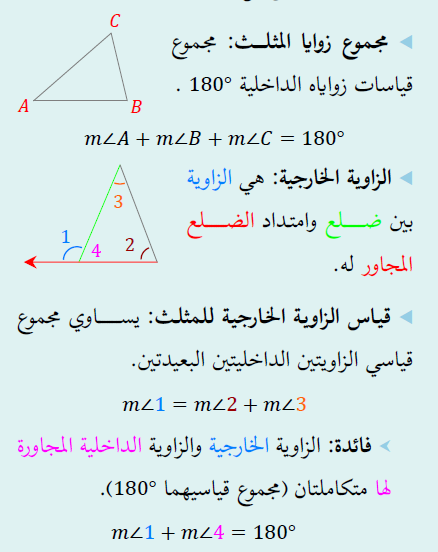 مجموع زوايا المثلث: مجموع
قياسات زواياه الداخلية 180° .
C
A
B
m∠A + m∠B + m∠C = 180°
الزاوية الخارجية: هي الزاوية
بين ضلع وامتداد الضلع
المجاور له.
3
1
4
2
قياس الزاوية الخارجية للمثلث: يساوي مجموع
قياسي الزاويتين الداخليتين البعيدتين.
m∠1 = m∠2 + m∠3
فائدة: الزاوية الخارجية والزاوية الداخلية المجاورة
لها متكاملتان (مجموع قياسيهما 180°).
m∠1 + m∠4 = 180°